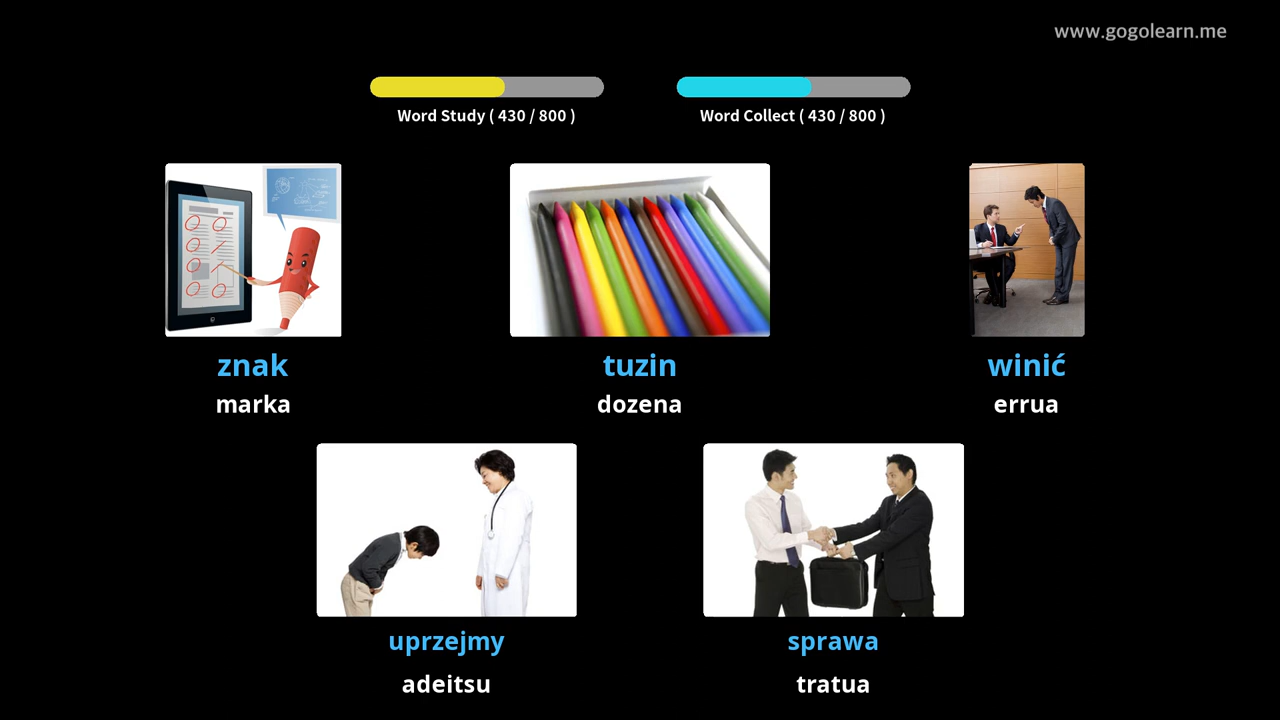 www.gogolearn.me
Word Study ( 430 / 800 )
Word Collect ( 430 / 800 )
znak
marka
tuzin
dozena
winić
errua
uprzejmy
adeitsu
sprawa
tratua